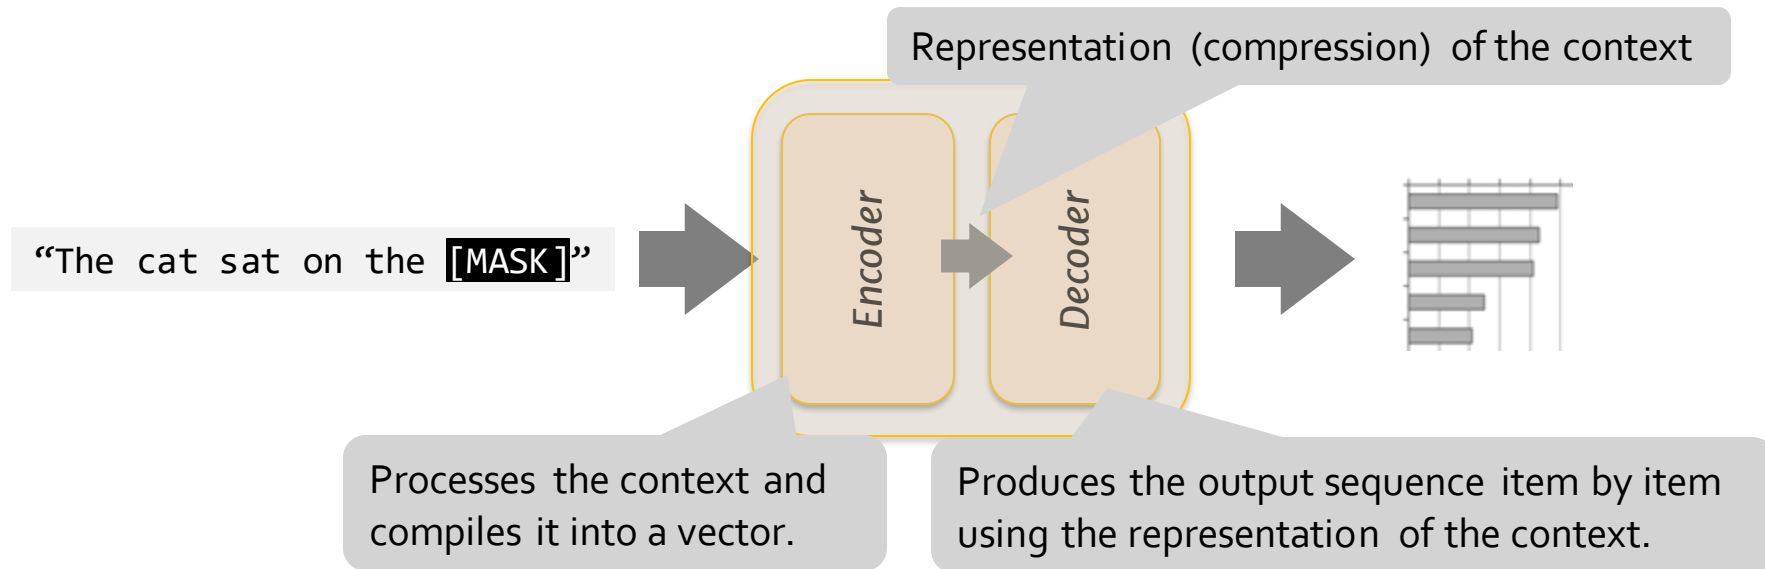 Representation (compression) of the context
“The cat sat on the [MASK]”
Encoder
Decoder
Processes the context and
compiles it into a vector.
Produces the output sequence item by item
using the representation of the context.